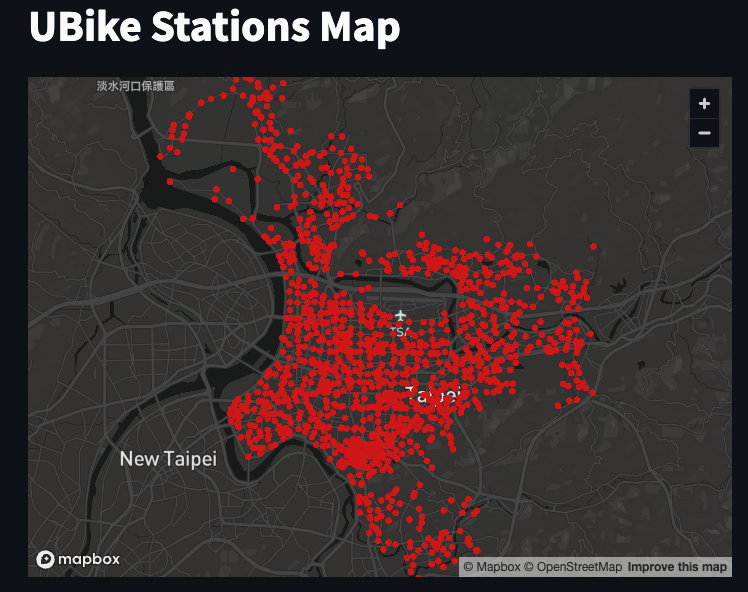 UBike Stations Map
淡水河口保護區
+
−
TSA
Taipei
New Taipei
mapbox
© Mapbox © OpenStreetMap Improve this map